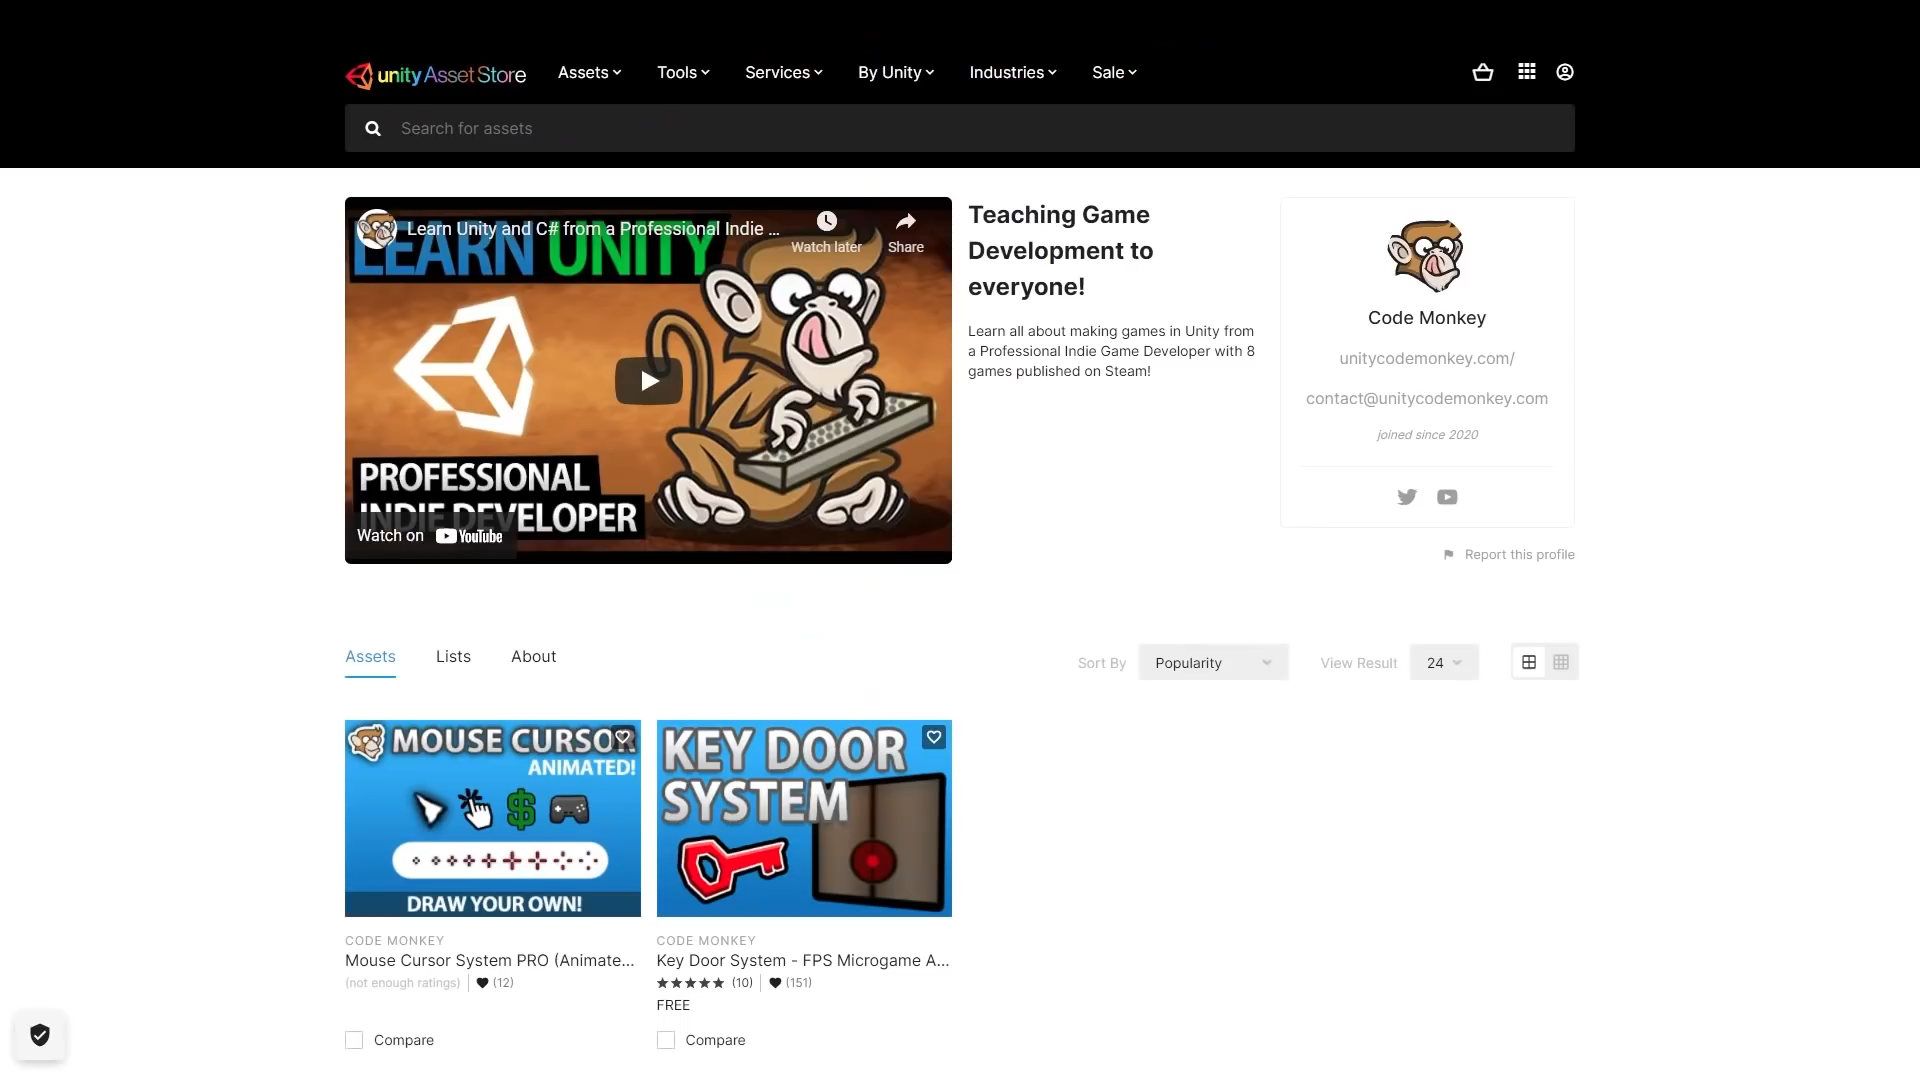 unity Asset Store
Assets
Tools
Services
By Unity
Industries
Sale
Search for assets
Learn Unity and C# from a Professional Indie ...
Watch later
Share
LEARN UNITY
PROFESSIONAL
INDIE DEVELOPER
Watch on YouTube
Teaching Game
Development to
everyone!
Learn all about making games in Unity from
a Professional Indie Game Developer with 8
games published on Steam!
Code Monkey
unitycodemonkey.com/
contact@unitycodemonkey.com
joined since 2020
Report this profile
Assets
Lists
About
Sort By
Popularity
View Result
24
MOUSE CURSOR
ANIMATED!
DRAW YOUR OWN!
CODE MONKEY
Mouse Cursor System PRO (Animate...
(not enough ratings)
(12)
Compare
KEY DOOR
SYSTEM
CODE MONKEY
Key Door System - FPS Microgame A...
(10)
(151)
FREE
Compare